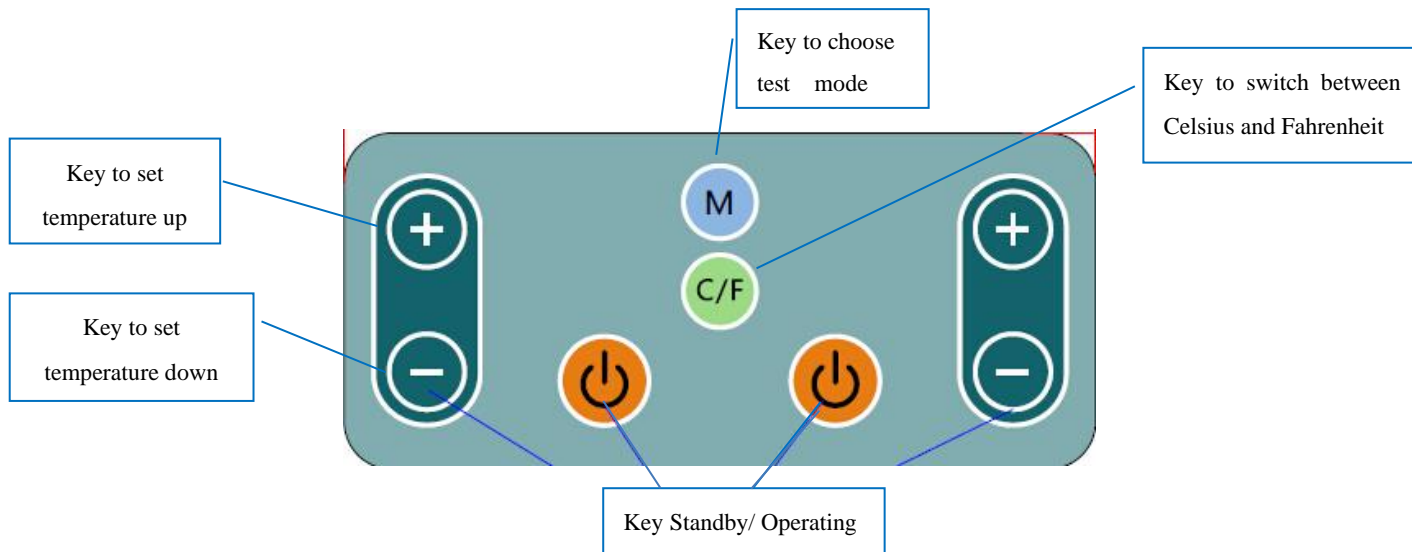 Key to choose
test mode
Key to switch between
Celsius and Fahrenheit
Key to set
temperature up
M
C/F
Key to set
temperature down
Key Standby/ Operating